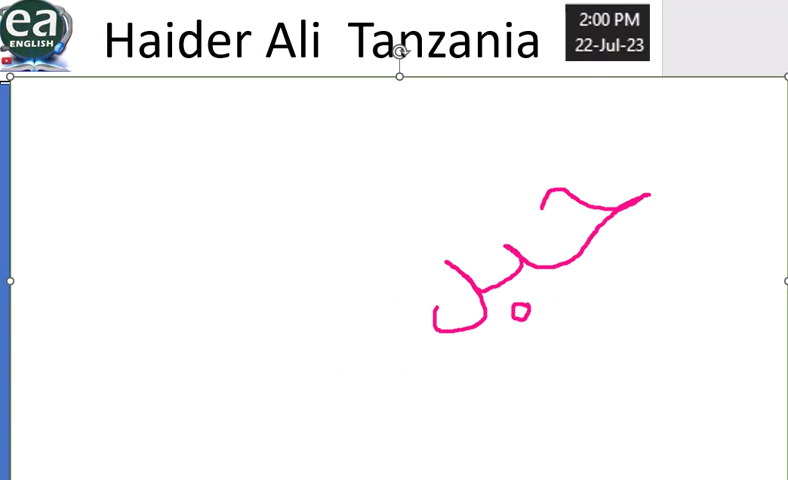 ea
ENGLISH
Haider Ali Tanzania
2:00 PM
22-Jul-23
حبل